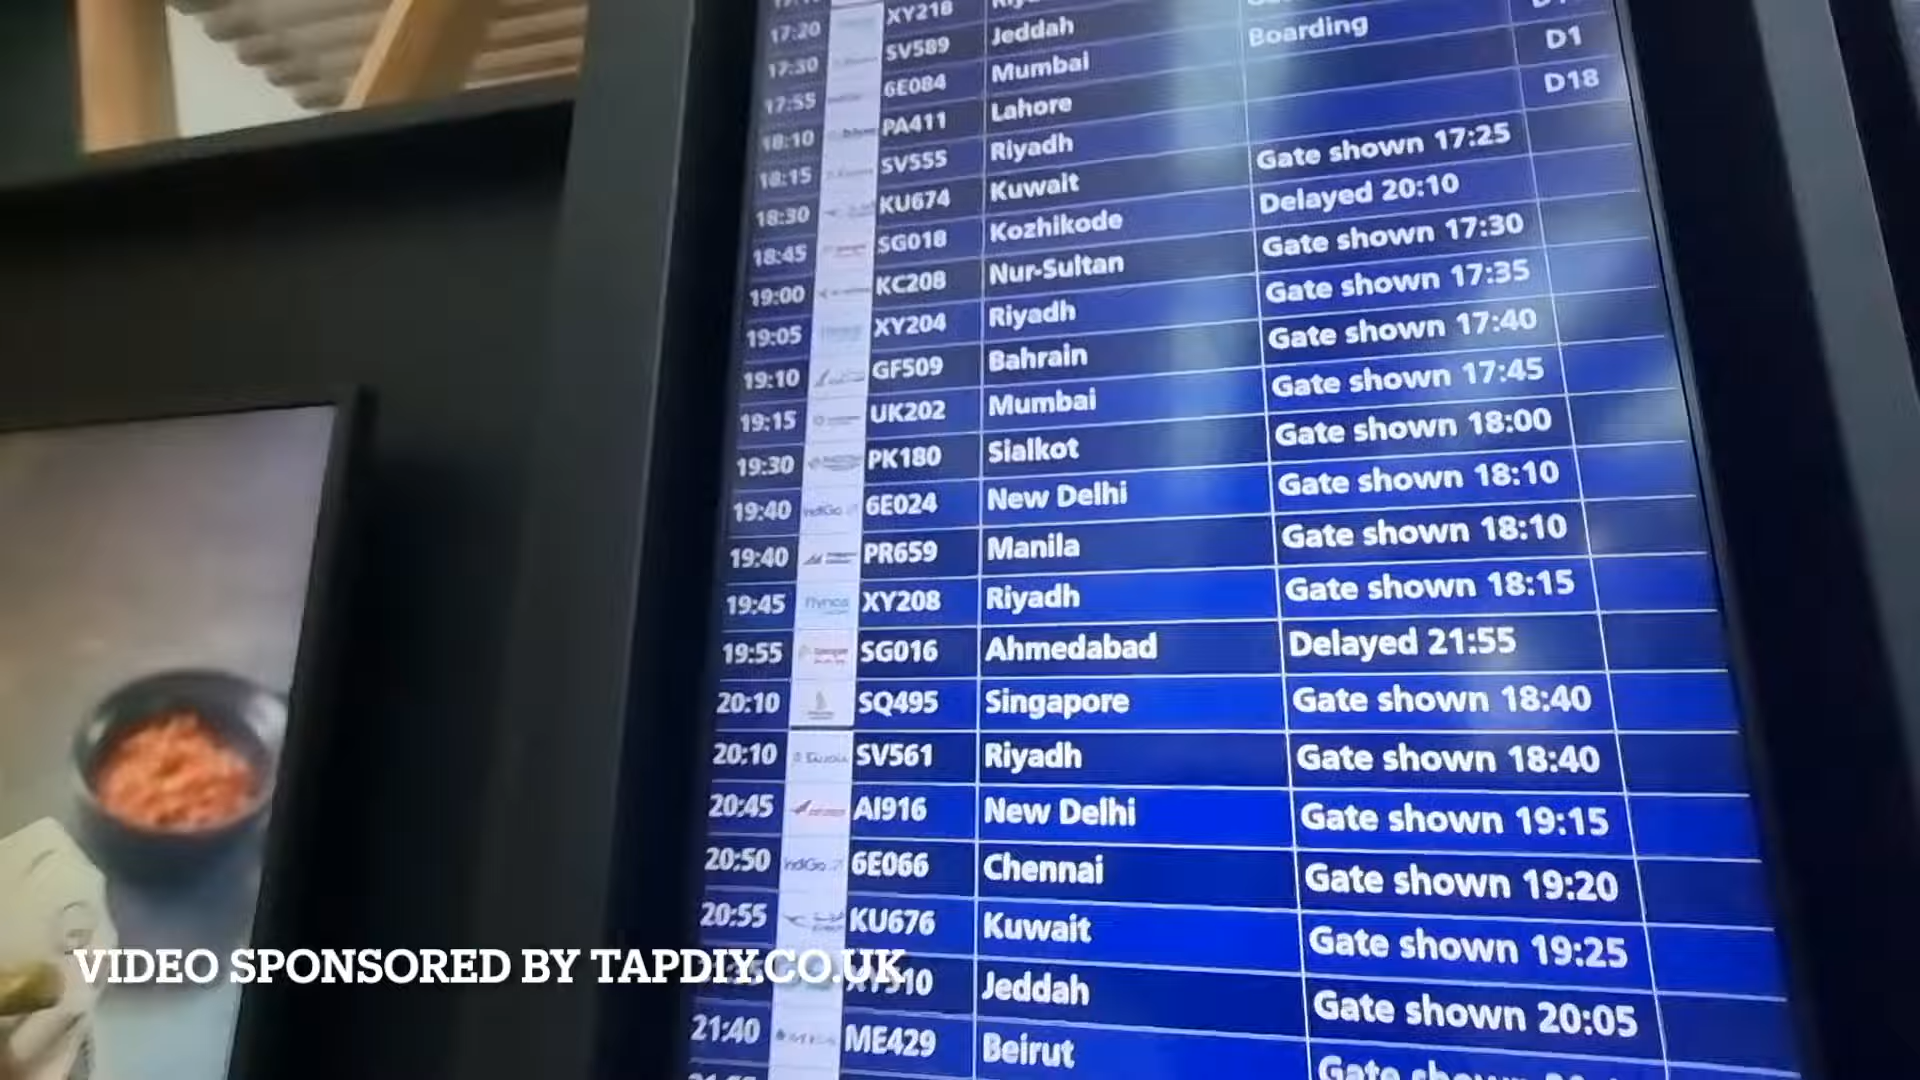 17:20 XY218
17:30 SV589 Jeddah
17:55 6E084 Mumbai Boarding
18:10 PA411 Lahore D1
18:15 SV555 Riyadh D18
18:30 KU674 Kuwait Gate shown 17:25
18:45 SG018 Kozhikode Delayed 20:10
19:00 KC208 Nur-Sultan Gate shown 17:30
19:05 XY204 Riyadh Gate shown 17:35
19:10 GF509 Bahrain Gate shown 17:40
19:15 UK202 Mumbai Gate shown 17:45
19:30 PK180 Sialkot Gate shown 18:00
19:40 IndiGo 6E024 New Delhi Gate shown 18:10
19:40 PR659 Manila Gate shown 18:10
19:45 flynas XY208 Riyadh Gate shown 18:15
19:55 SG016 Ahmedabad Delayed 21:55
20:10 SQ495 Singapore Gate shown 18:40
20:10 SV561 Riyadh Gate shown 18:40
20:45 AI916 New Delhi Gate shown 19:15
20:50 IndiGo 6E066 Chennai Gate shown 19:20
20:55 KU676 Kuwait Gate shown 19:25
Jeddah Gate shown 20:05
21:40 ME429 Beirut Gate shown
VIDEO SPONSORED BY TAPDIY.CO.UK